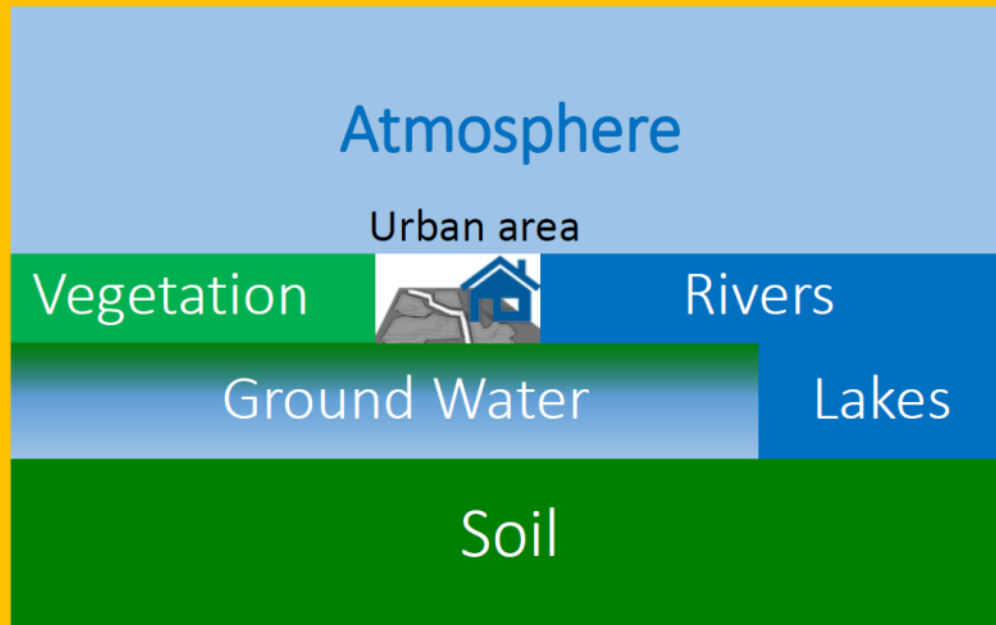 Atmosphere
Urban area
Vegetation
Rivers
Ground Water
Lakes
Soil